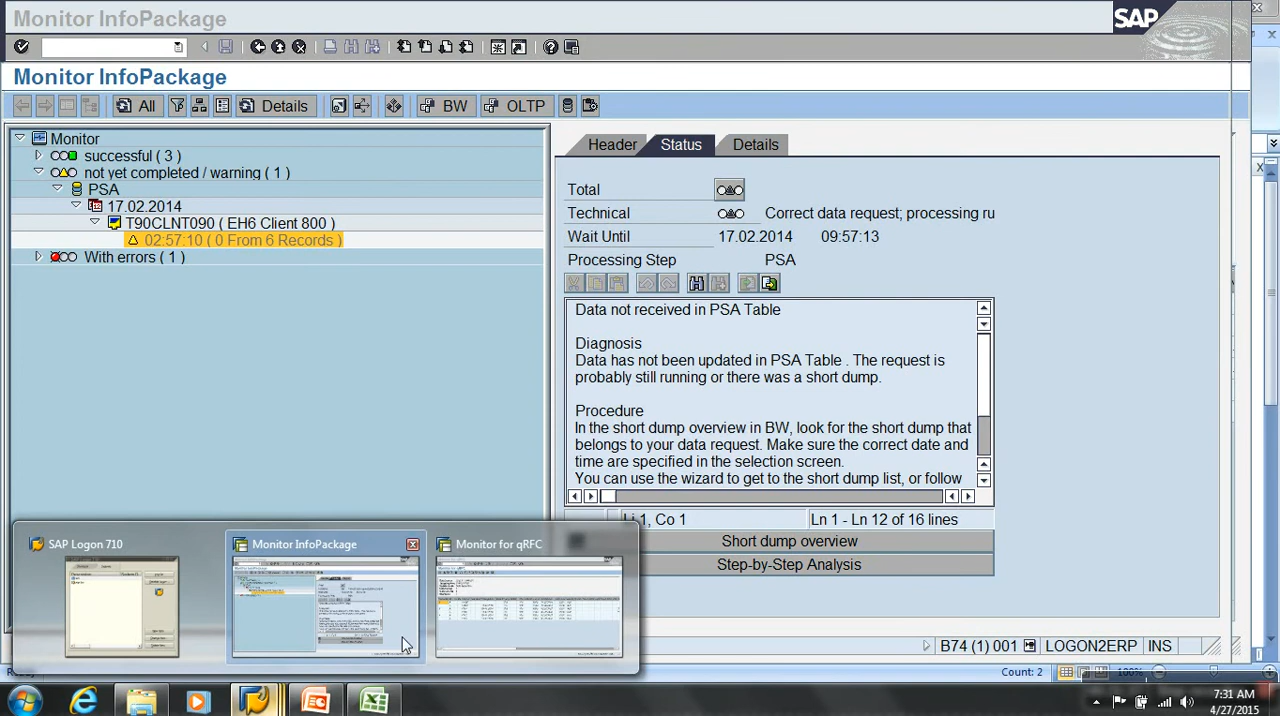 Monitor InfoPackage
SAP
Monitor InfoPackage
All
Details
BW
OLTP
Monitor
successful ( 3 )
not yet completed / warning ( 1 )
PSA
17.02.2014
T90CLNT090 ( EH6 Client 800 )
02:57:10 ( 0 From 6 Records )
With errors ( 1 )
Header
Status
Details
Total
Technical Correct data request; processing ru
Wait Until 17.02.2014 09:57:13
Processing Step PSA
Data not received in PSA Table
Diagnosis
Data has not been updated in PSA Table . The request is
probably still running or there was a short dump.
Procedure
In the short dump overview in BW, look for the short dump that
belongs to your data request. Make sure the correct date and
time are specified in the selection screen.
You can use the wizard to get to the short dump list, or follow
Li 1, Co 1 Ln 1 - Ln 12 of 16 lines
Short dump overview
Step-by-Step Analysis
SAP Logon 710
Monitor InfoPackage
Monitor for qRFC
B74 (1) 001 LOGON2ERP INS
Count: 2 100%
7:31 AM
4/27/2015